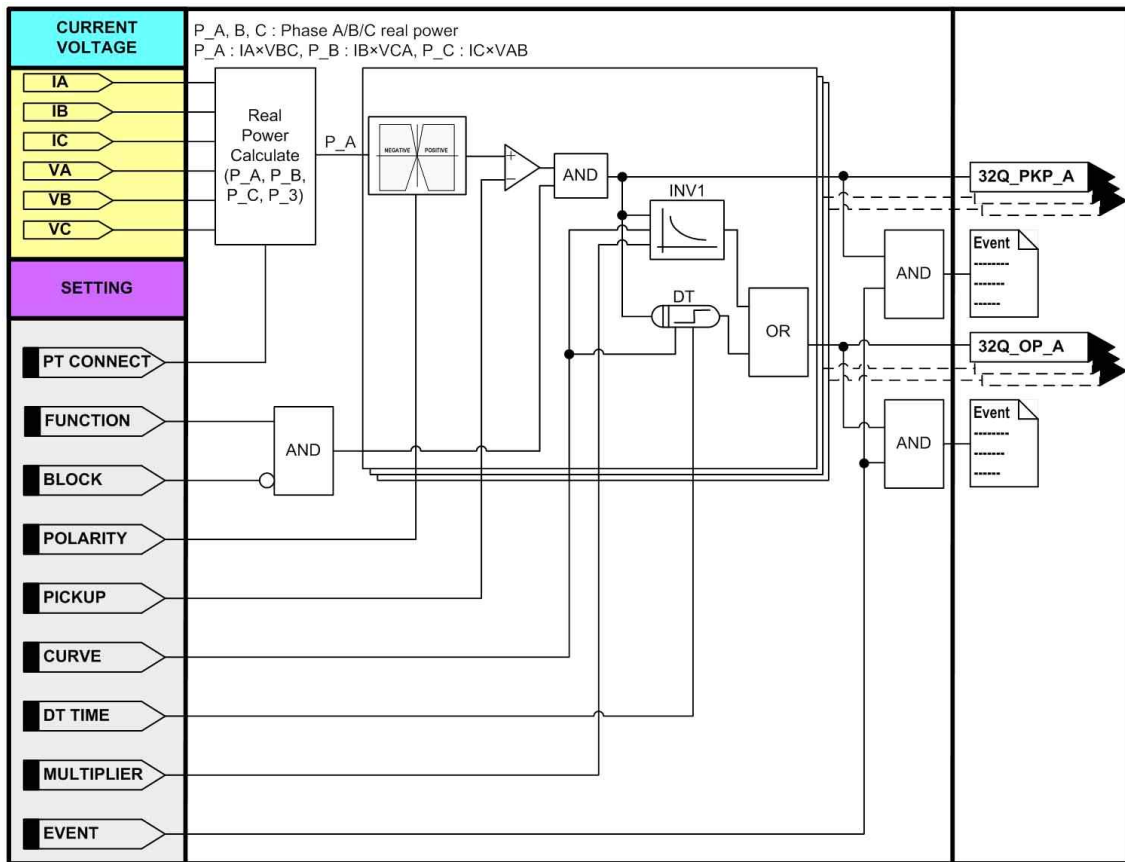 CURRENT
VOLTAGE
P_A, B, C : Phase A/B/C real power
P_A : IA×VBC, P_B : IB×VCA, P_C : IC×VAB
IA
IB
IC
VA
VB
VC
Real
Power
Calculate
(P_A, P_B,
P_C, P_3)
P_A
NEGATIVE
POSITIVE
+
−
AND
INV1
DT
OR
32Q_PKP_A
AND
Event
--------
-------
------
32Q_OP_A
AND
Event
--------
-------
------
SETTING
PT CONNECT
FUNCTION
AND
BLOCK
POLARITY
PICKUP
CURVE
DT TIME
MULTIPLIER
EVENT